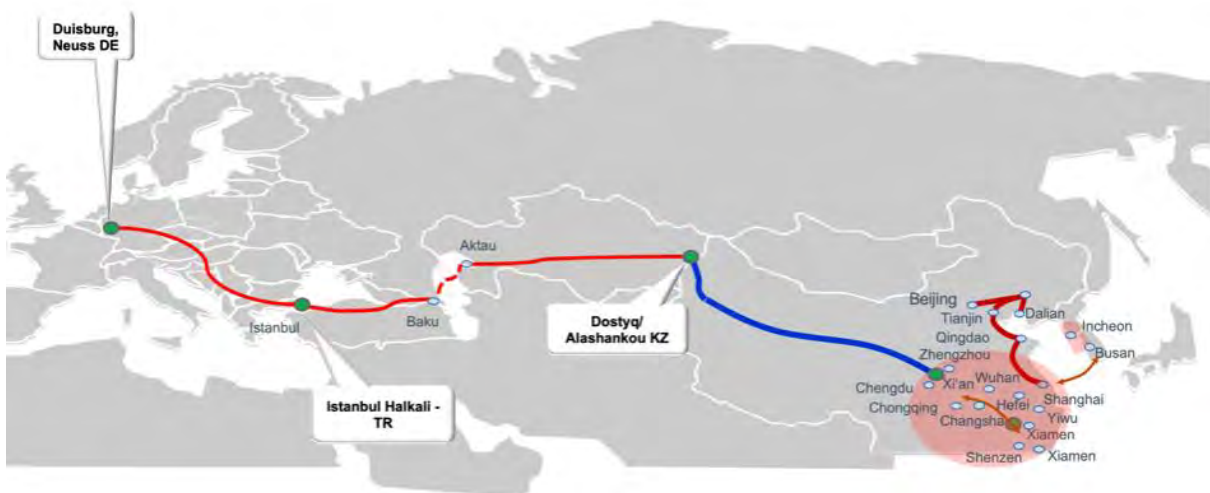 Duisburg,
Neuss DE
Aktau
Istanbul
Baku
Dostyq/
Alashankou KZ
Istanbul Halkali -
TR
Beijing
Tianjin
Dalian
Qingdao
Incheon
Busan
Zhengzhou
Chengdu
Xi'an
Wuhan
Shanghai
Chongqing
Hefei
Yiwu
Changsha
Xiamen
Shenzen
Xiamen